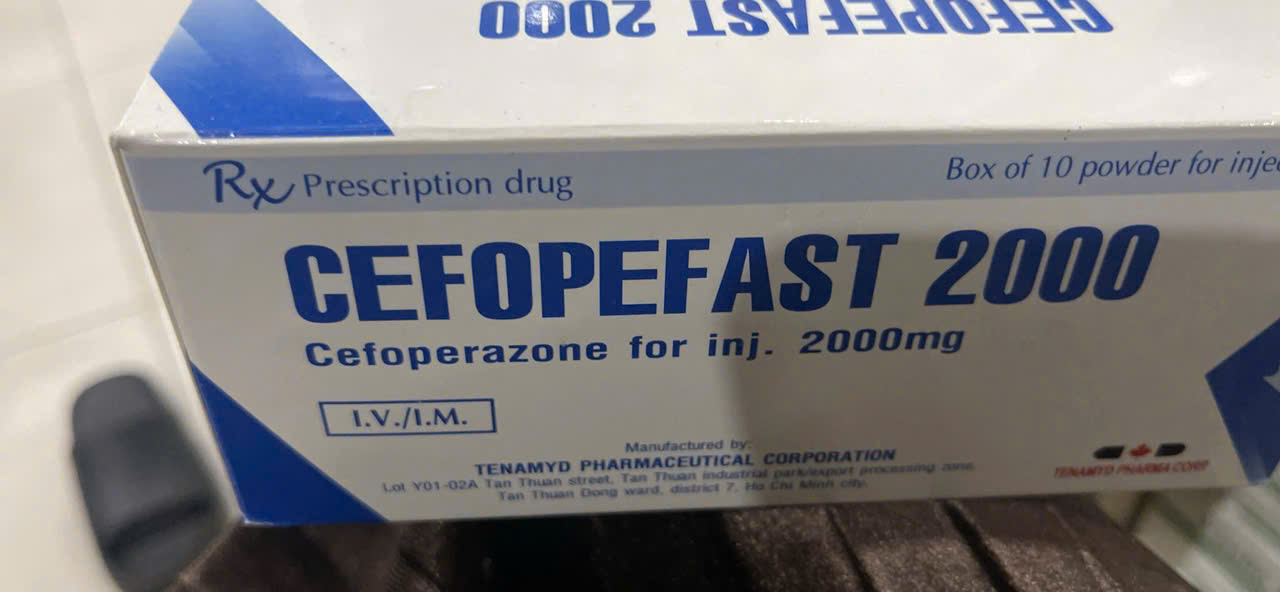 CEFOPEFAST 2000
Rx Prescription drug
Box of 10 powder for
CEFOPEFAST 2000
Cefoperazone for inj. 2000mg
I.V./I.M.
Manufactured by:
TENAMYD PHARMACEUTICAL CORPORATION
Lot Y01-02A Tan Thuan street, Tan Thuan industrial park/export processing zone,
Tan Thuan Dong ward, district 7, Ho Chi Minh city.
TENAMYD PHARMA CORP